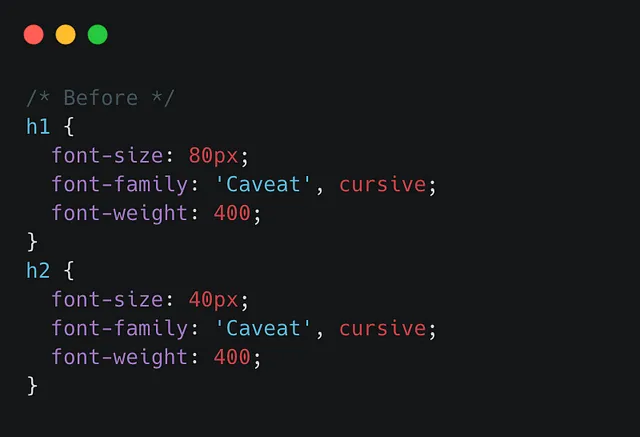 /* Before */
h1 {
  font-size: 80px;
  font-family: 'Caveat', cursive;
  font-weight: 400;
}
h2 {
  font-size: 40px;
  font-family: 'Caveat', cursive;
  font-weight: 400;
}